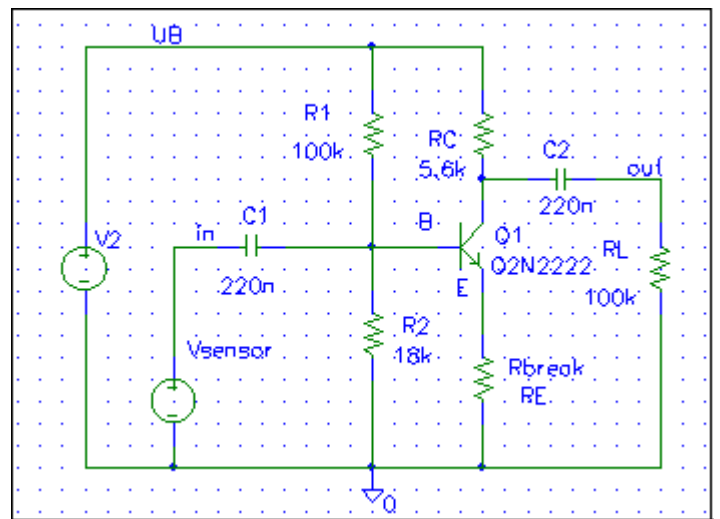 UB
R1
100k
RC
5.6k
C2
out
220n
B
in
C1
Q1
V2
Q2N2222
RL
E
220n
100k
R2
18k
Vsensor
Rbreak
RE
0